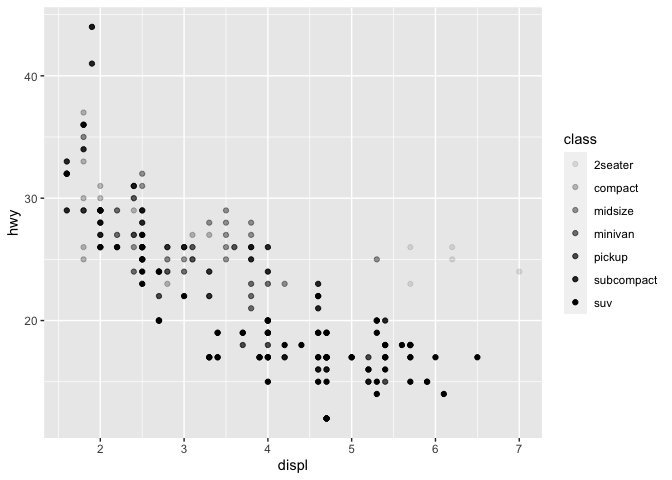 40
30
20
hwy
2 3 4 5 6 7
displ
class
2seater
compact
midsize
minivan
pickup
subcompact
suv